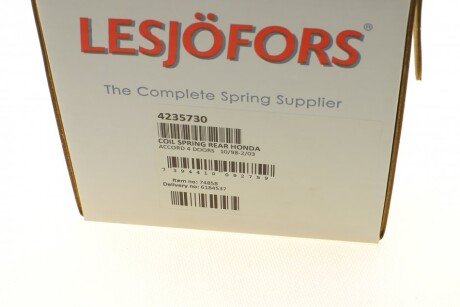 LESJÖFORS®
The Complete Spring Supplier
4235730
COIL SPRING REAR HONDA
ACCORD 4 DOORS 10/98-2/03
Item no: 74858
Delivery no: 6184537